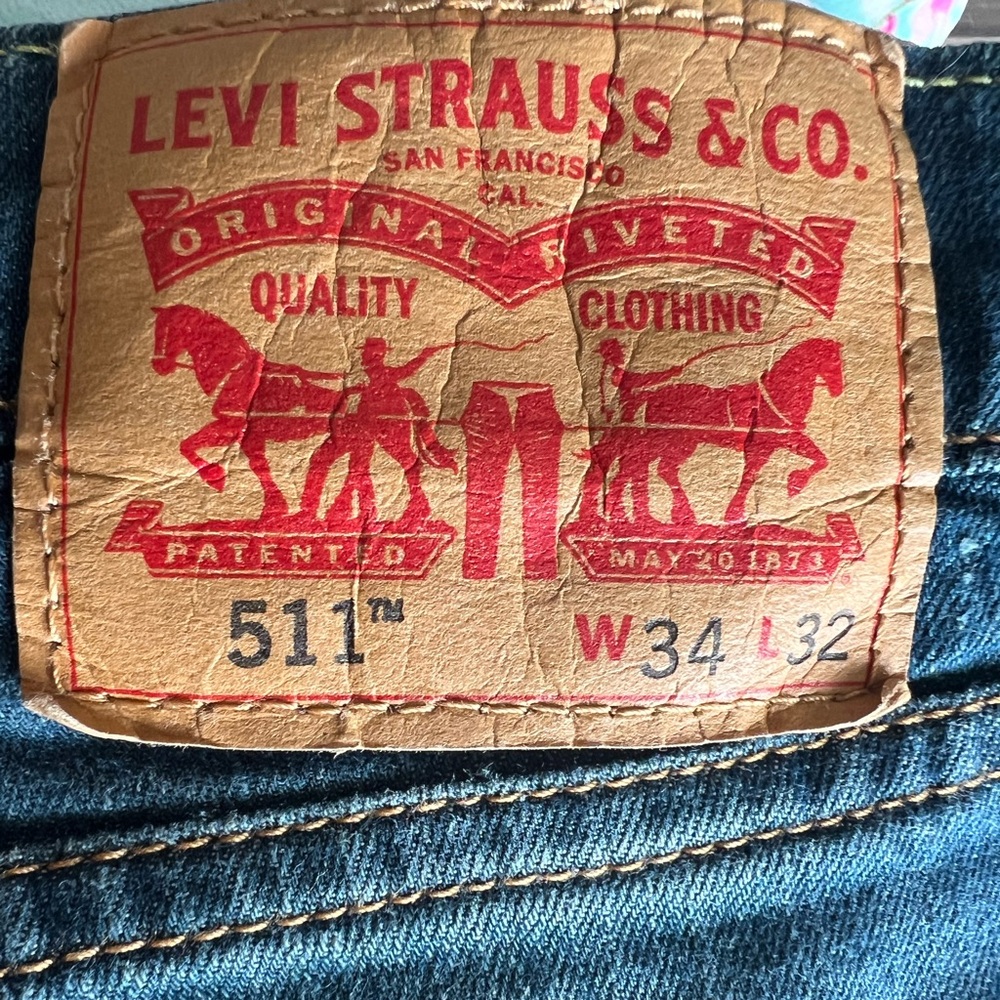 LEVI STRAUSS & CO.
SAN FRANCISCO
CAL.
ORIGINAL RIVETED
QUALITY CLOTHING
PATENTED MAY 20 1873
511™ W34 L32